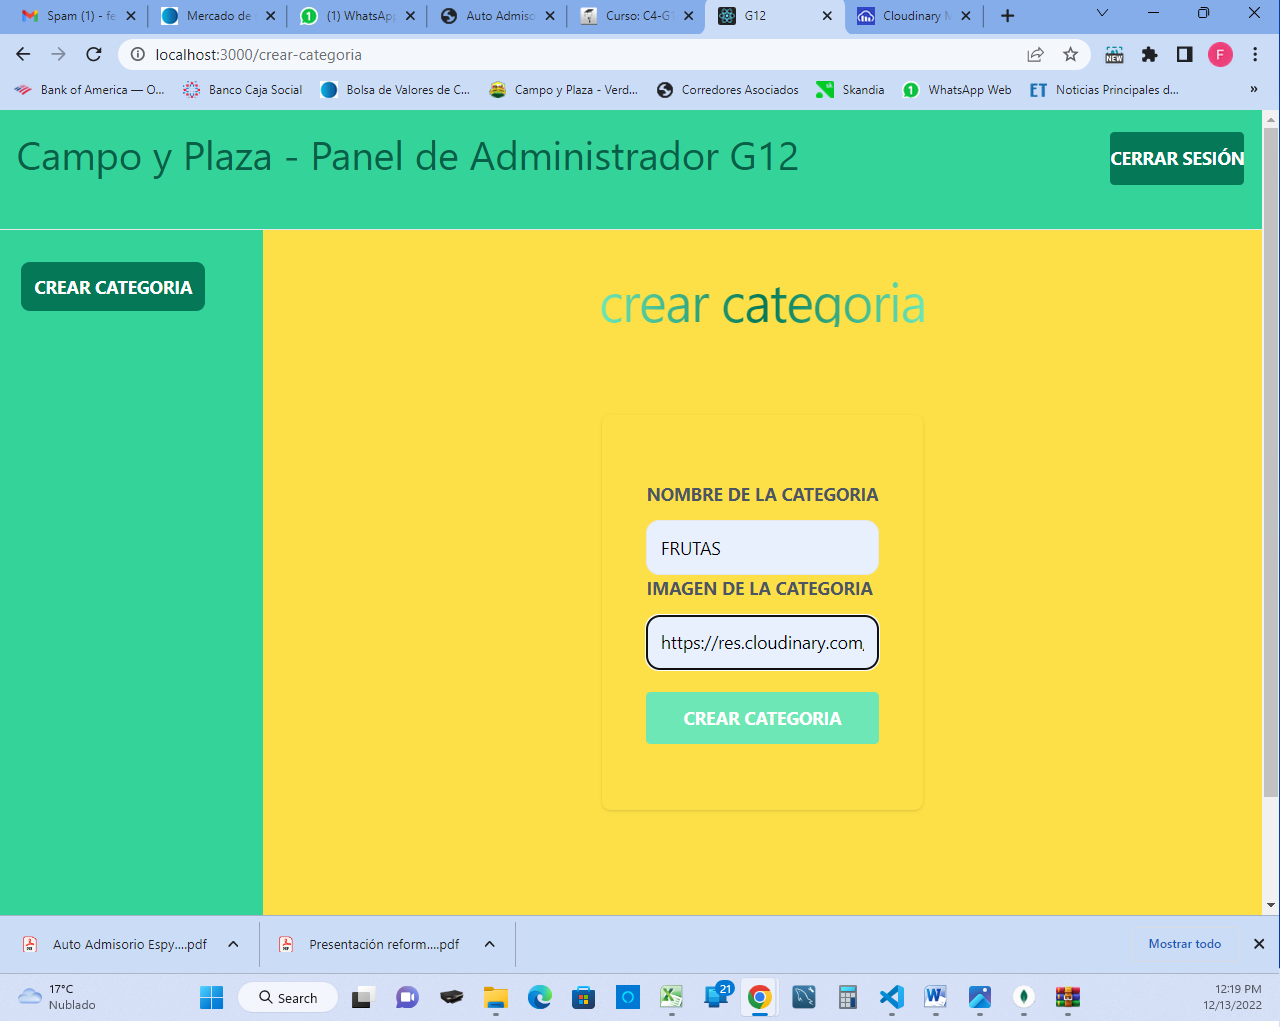 Spam (1) - fe
Mercado de
(1) WhatsApp
Auto Admiso
Curso: C4-G
G12
Cloudinary
localhost:3000/crear-categoria
NEW
F
Bank of America — O...
Banco Caja Social
Bolsa de Valores de C...
Campo y Plaza - Verd...
Corredores Asociados
Skandia
WhatsApp Web
ET Noticias Principales d...
»
Campo y Plaza - Panel de Administrador G12
CERRAR SESIÓN
CREAR CATEGORIA
crear categoria
NOMBRE DE LA CATEGORIA
FRUTAS
IMAGEN DE LA CATEGORIA
https://res.cloudinary.com/
CREAR CATEGORIA
Auto Admisorio Espy....pdf
Presentación reform....pdf
Mostrar todo
17°C
Nublado
Search
21
12:19 PM
12/13/2022